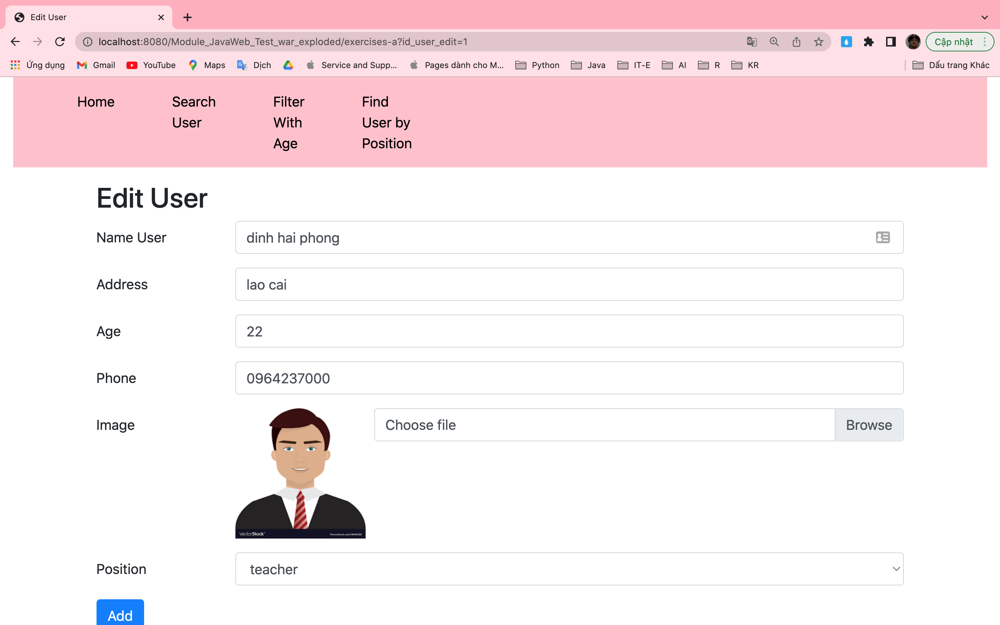 Edit User
localhost:8080/Module_JavaWeb_Test_war_exploded/exercises-a?id_user_edit=1
Cập nhật
Ứng dụng Gmail YouTube Maps Dịch Service and Supp... Pages dành cho M... Python Java IT-E AI R KR Dấu trang Khác
Home Search Filter Find
User With User by
Age Position
Edit User
Name User dinh hai phong
Address lao cai
Age 22
Phone 0964237000
Image Choose file Browse
VectorStock® VectorStock.com/9646150
Position teacher
Add